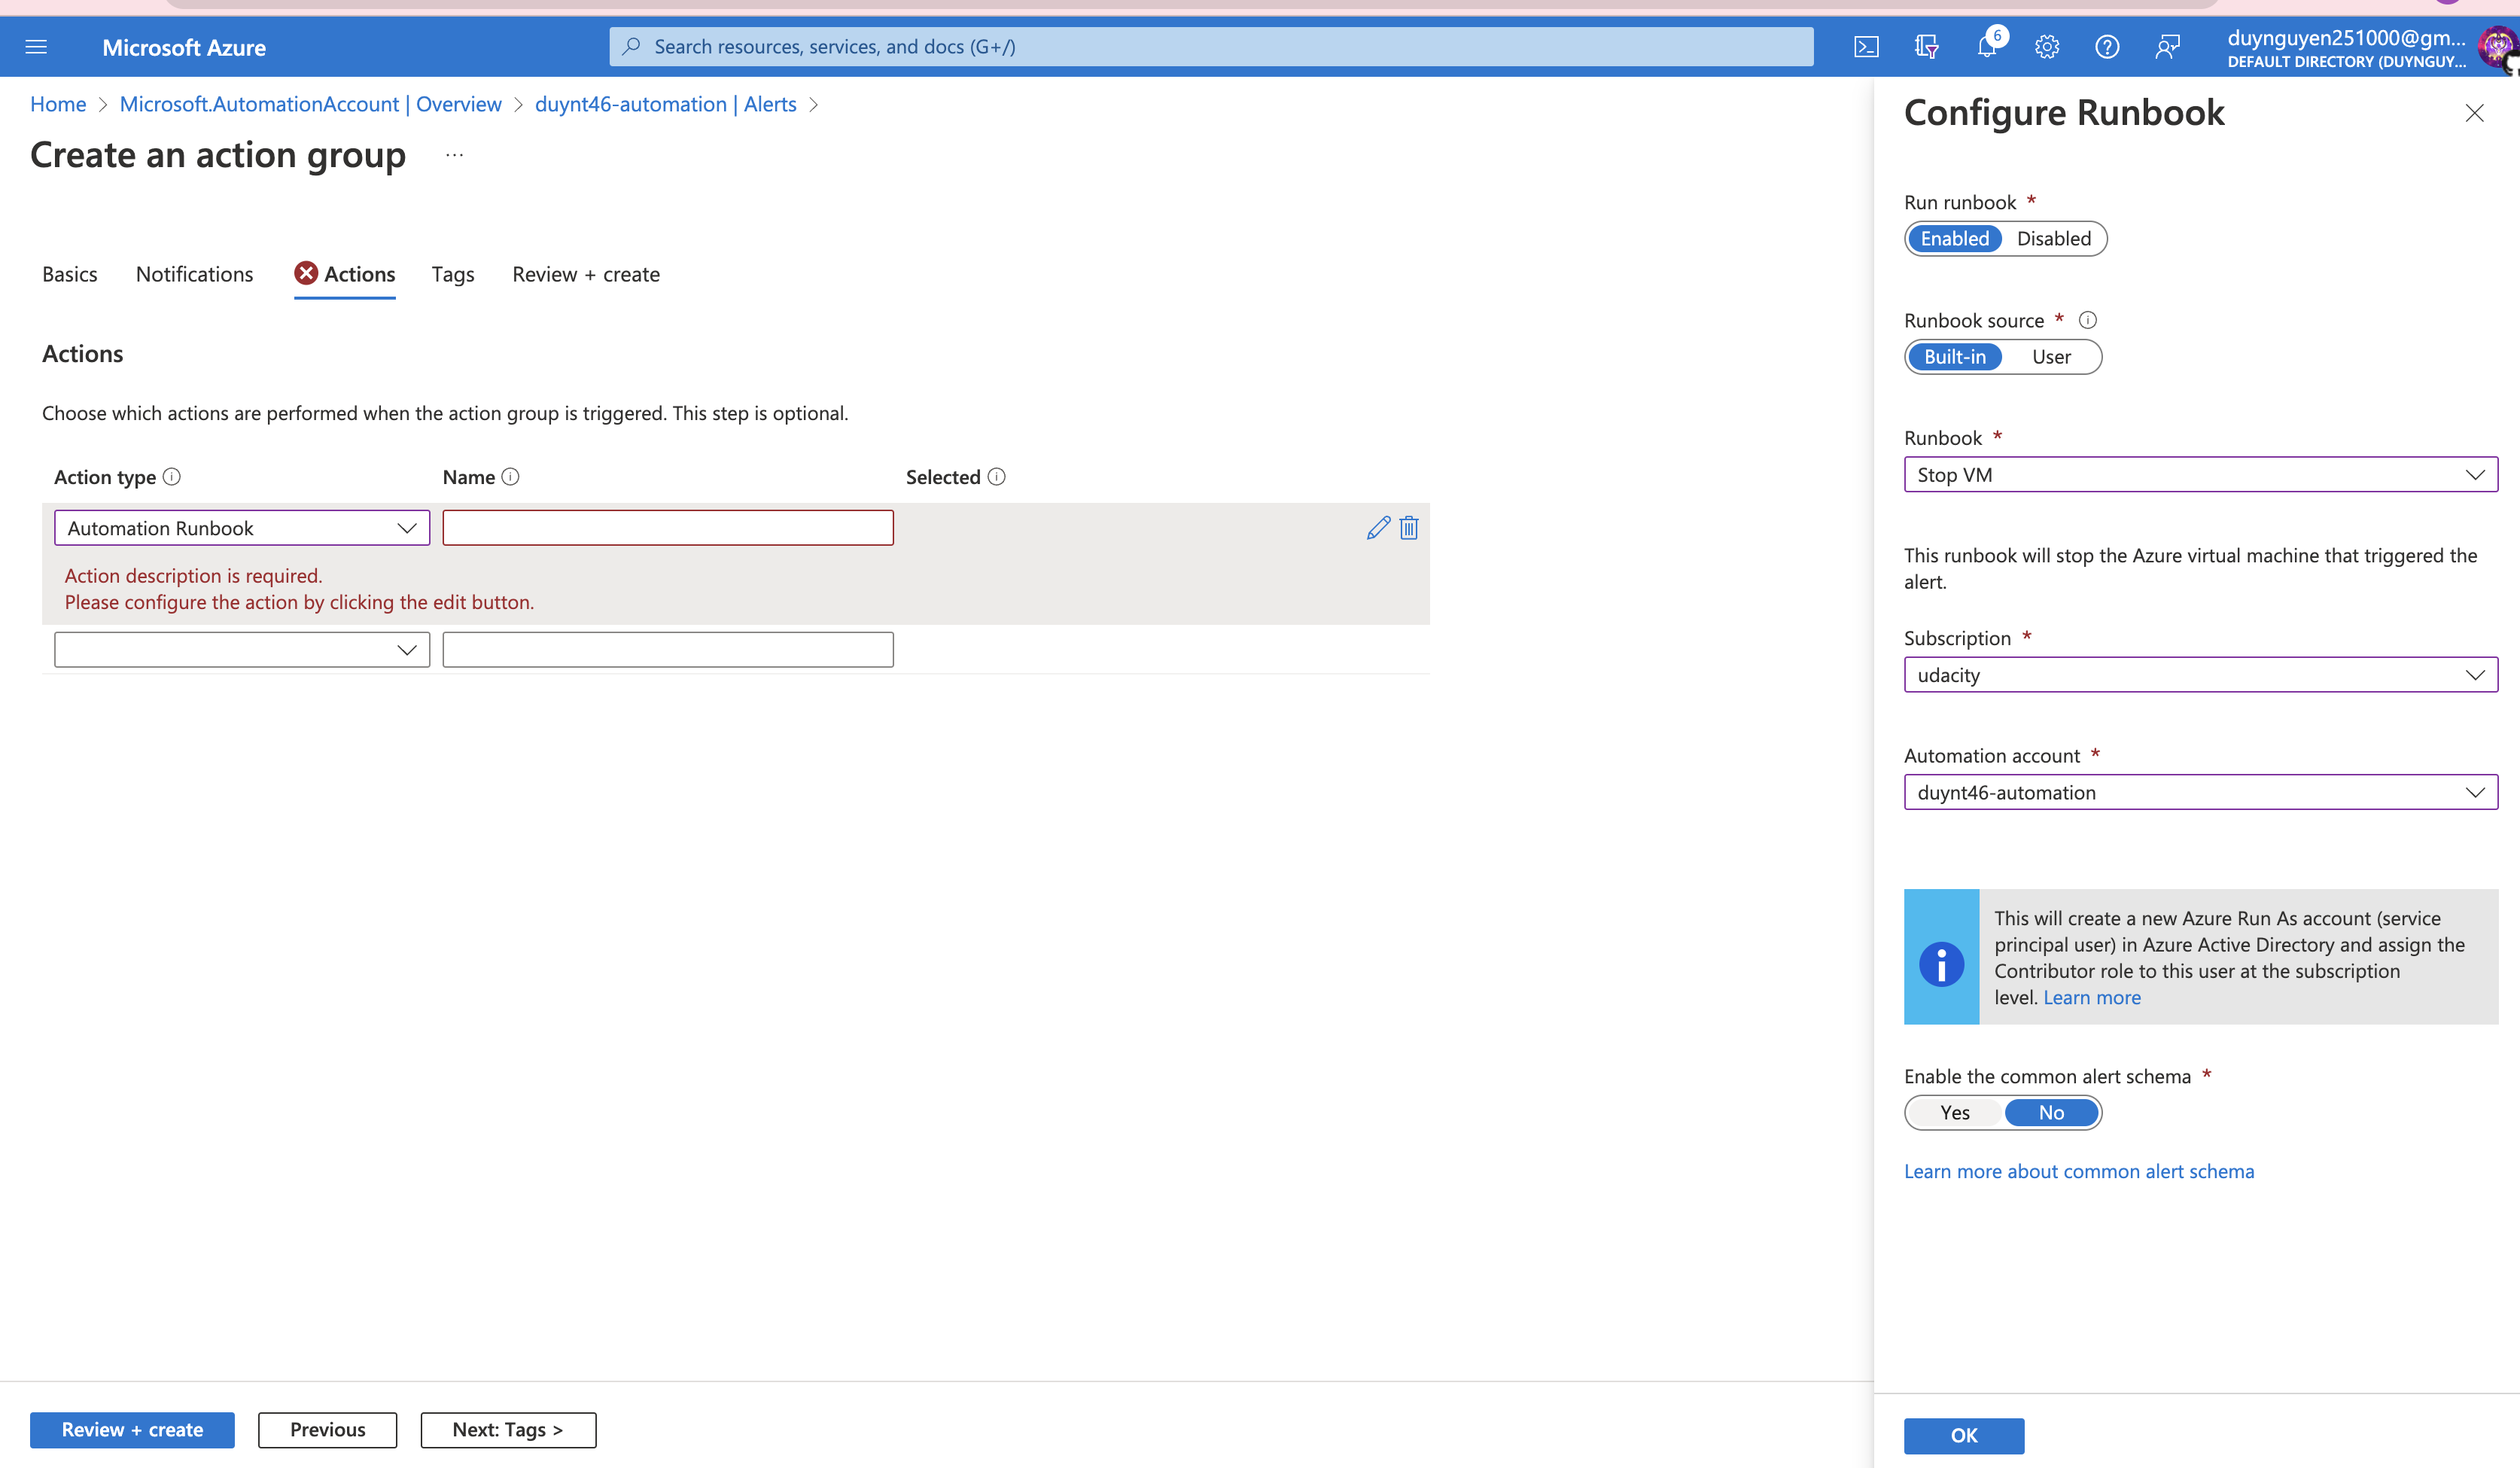 Microsoft Azure
Search resources, services, and docs (G+/)
6
duynguyen251000@gm...
DEFAULT DIRECTORY (DUYNGUY...
Home > Microsoft.AutomationAccount | Overview > duynt46-automation | Alerts >
Create an action group ...
Basics Notifications Actions Tags Review + create
Actions
Choose which actions are performed when the action group is triggered. This step is optional.
Action type Name Selected
Automation Runbook
Action description is required.
Please configure the action by clicking the edit button.
Review + create Previous Next: Tags >
Configure Runbook
Run runbook *
Enabled Disabled
Runbook source *
Built-in User
Runbook *
Stop VM
This runbook will stop the Azure virtual machine that triggered the
alert.
Subscription *
udacity
Automation account *
duynt46-automation
This will create a new Azure Run As account (service
principal user) in Azure Active Directory and assign the
Contributor role to this user at the subscription
level. Learn more
Enable the common alert schema *
Yes No
Learn more about common alert schema
OK